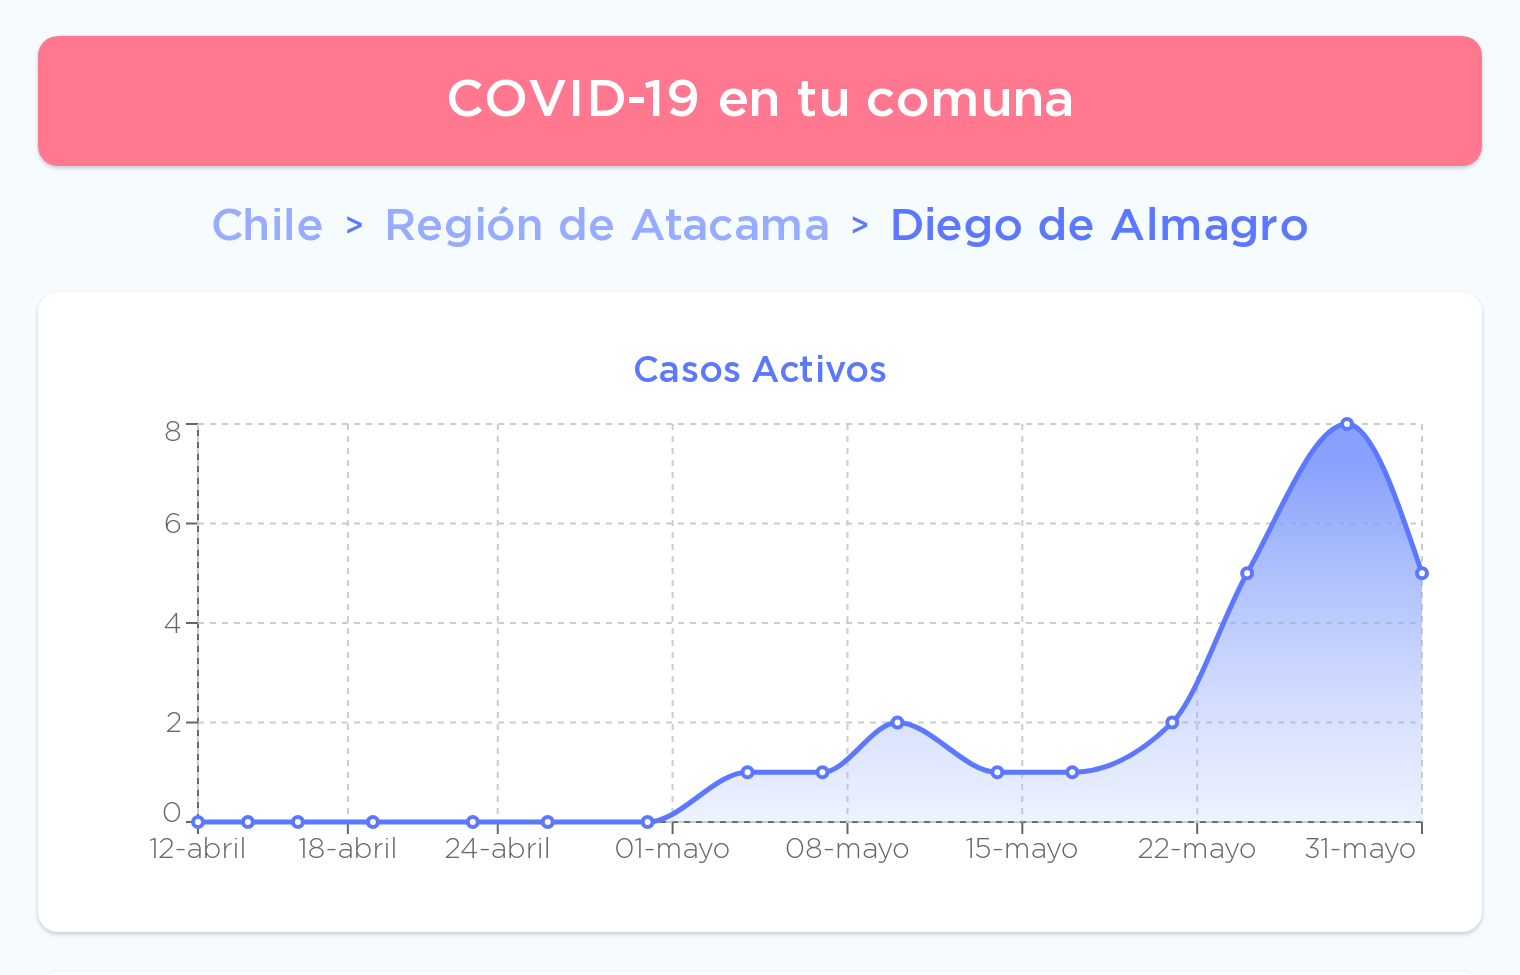 COVID-19 en tu comuna
Chile > Región de Atacama > Diego de Almagro
Casos Activos
8
6
4
2
0
12-abril 18-abril 24-abril 01-mayo 08-mayo 15-mayo 22-mayo 31-mayo